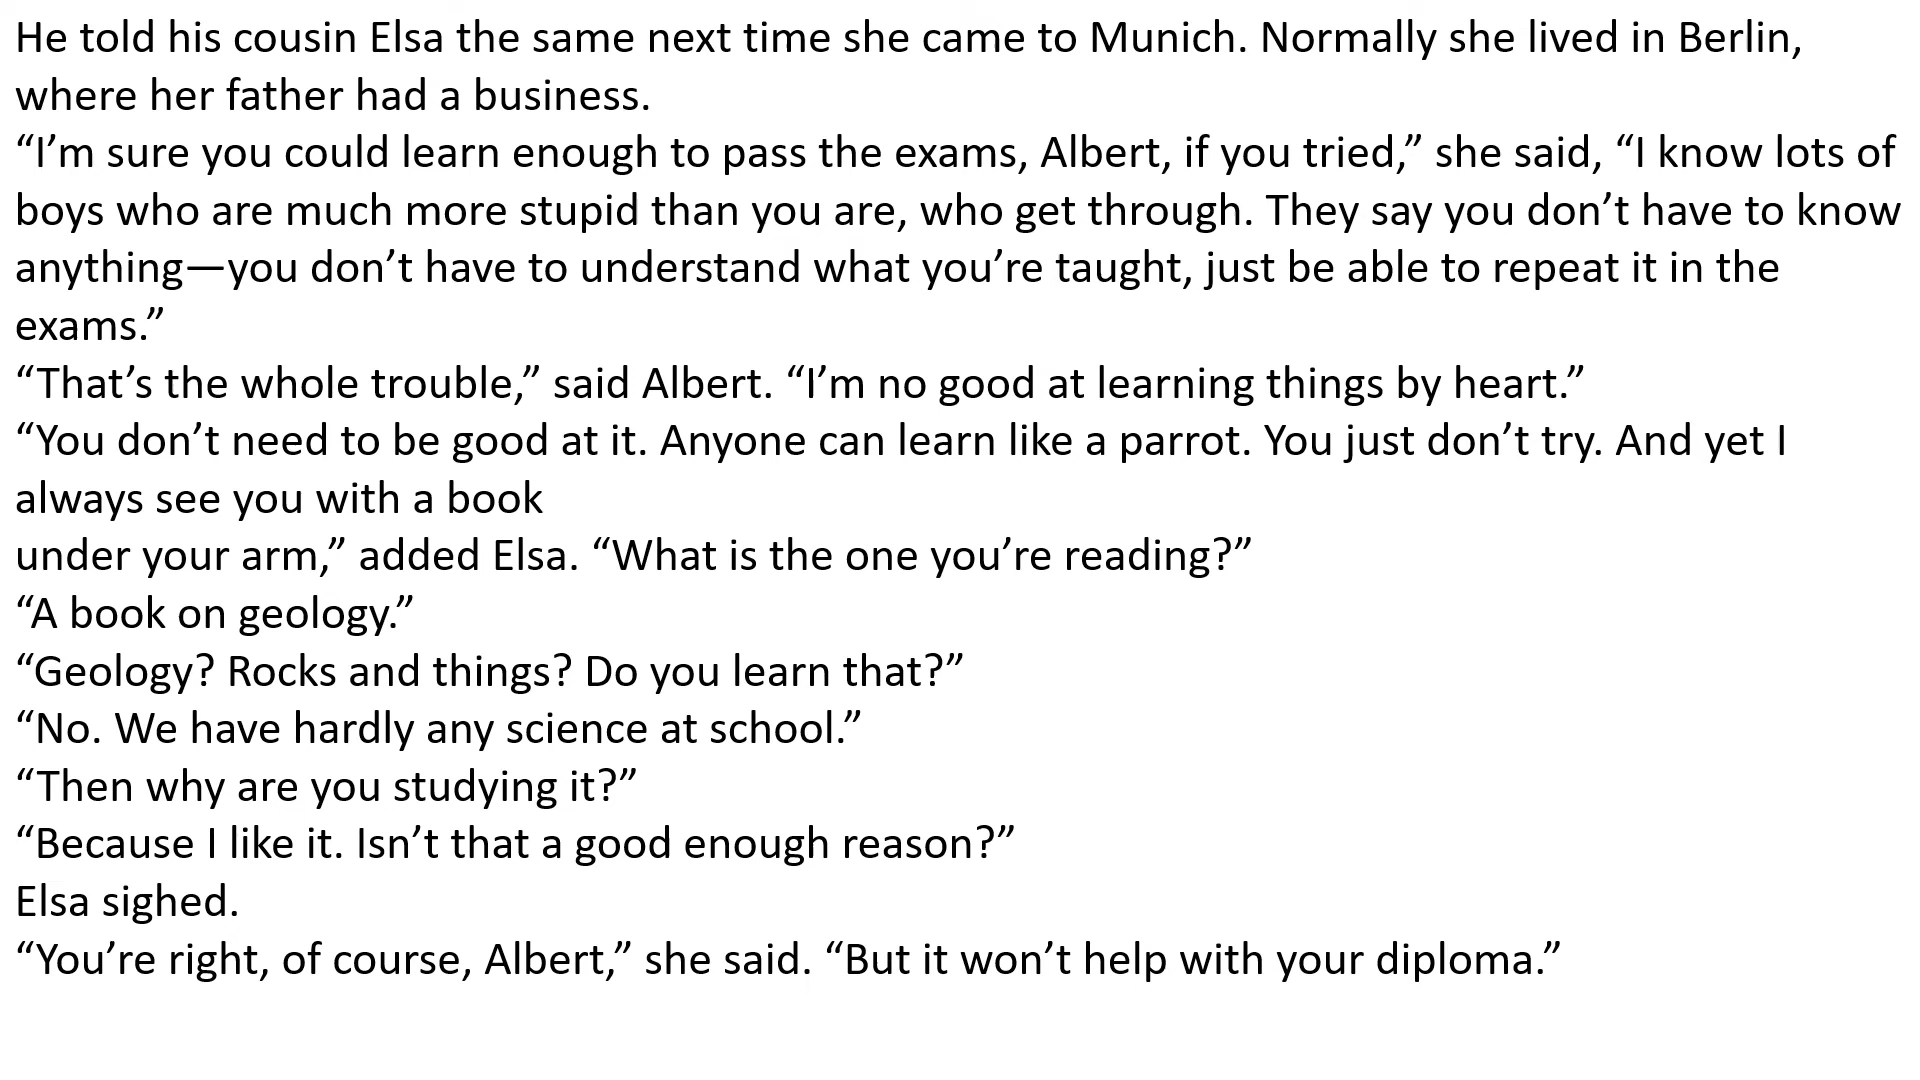 He told his cousin Elsa the same next time she came to Munich. Normally she lived in Berlin,
where her father had a business.
“I’m sure you could learn enough to pass the exams, Albert, if you tried,” she said, “I know lots of
boys who are much more stupid than you are, who get through. They say you don’t have to know
anything—you don’t have to understand what you’re taught, just be able to repeat it in the
exams.”
“That’s the whole trouble,” said Albert. “I’m no good at learning things by heart.”
“You don’t need to be good at it. Anyone can learn like a parrot. You just don’t try. And yet I
always see you with a book
under your arm,” added Elsa. “What is the one you’re reading?”
“A book on geology.”
“Geology? Rocks and things? Do you learn that?”
“No. We have hardly any science at school.”
“Then why are you studying it?”
“Because I like it. Isn’t that a good enough reason?”
Elsa sighed.
“You’re right, of course, Albert,” she said. “But it won’t help with your diploma.”